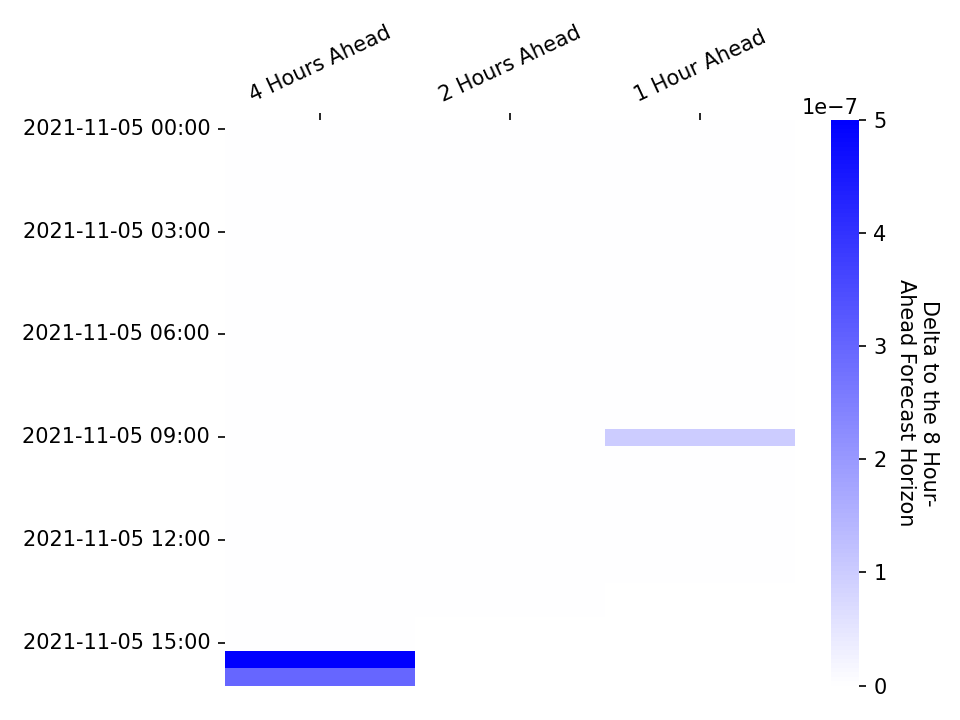 4 Hours Ahead
2 Hours Ahead
1 Hour Ahead
1e−7
2021-11-05 00:00
2021-11-05 03:00
2021-11-05 06:00
2021-11-05 09:00
2021-11-05 12:00
2021-11-05 15:00
5
4
3
2
1
0
Delta to the 8 Hour-
Ahead Forecast Horizon